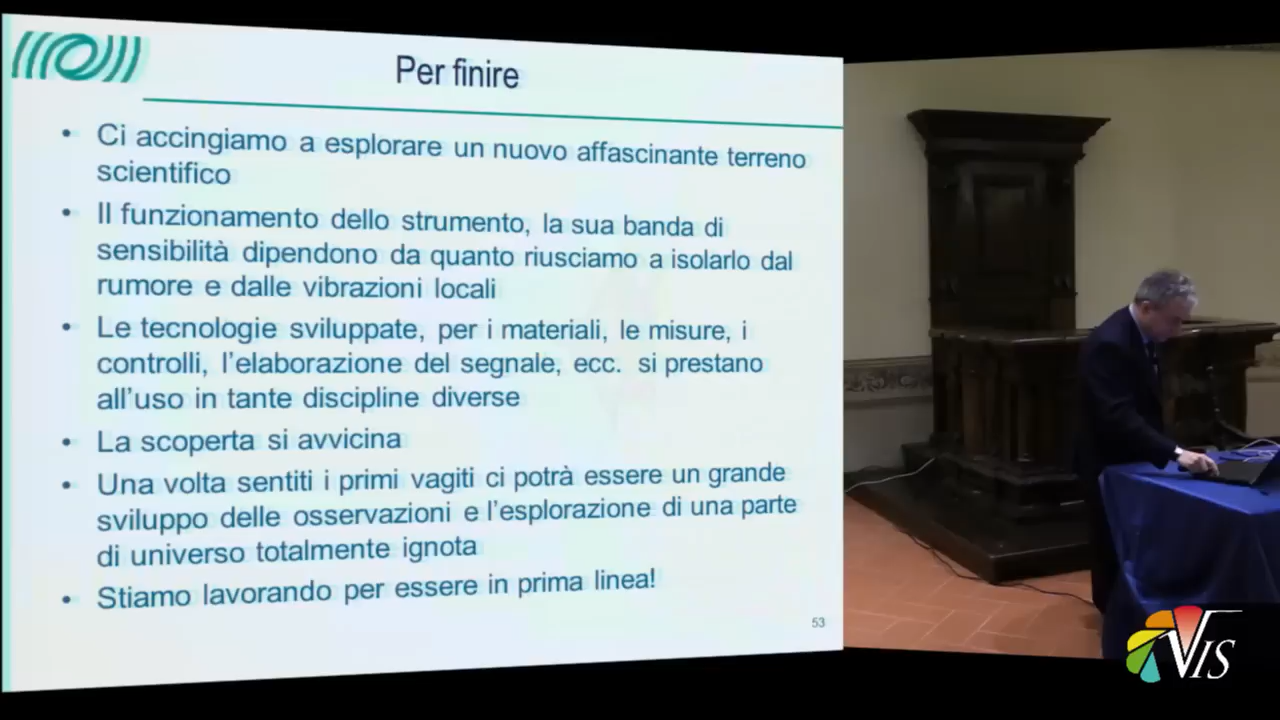 Per finire
• Ci accingiamo a esplorare un nuovo affascinante terreno
scientifico
• Il funzionamento dello strumento, la sua banda di
sensibilità dipendono da quanto riusciamo a isolarlo dal
rumore e dalle vibrazioni locali
• Le tecnologie sviluppate, per i materiali, le misure, i
controlli, l'elaborazione del segnale, ecc. si prestano
all'uso in tante discipline diverse
• La scoperta si avvicina
• Una volta sentiti i primi vagiti ci potrà essere un grande
sviluppo delle osservazioni e l'esplorazione di una parte
di universo totalmente ignota
• Stiamo lavorando per essere in prima linea!
53
VIS